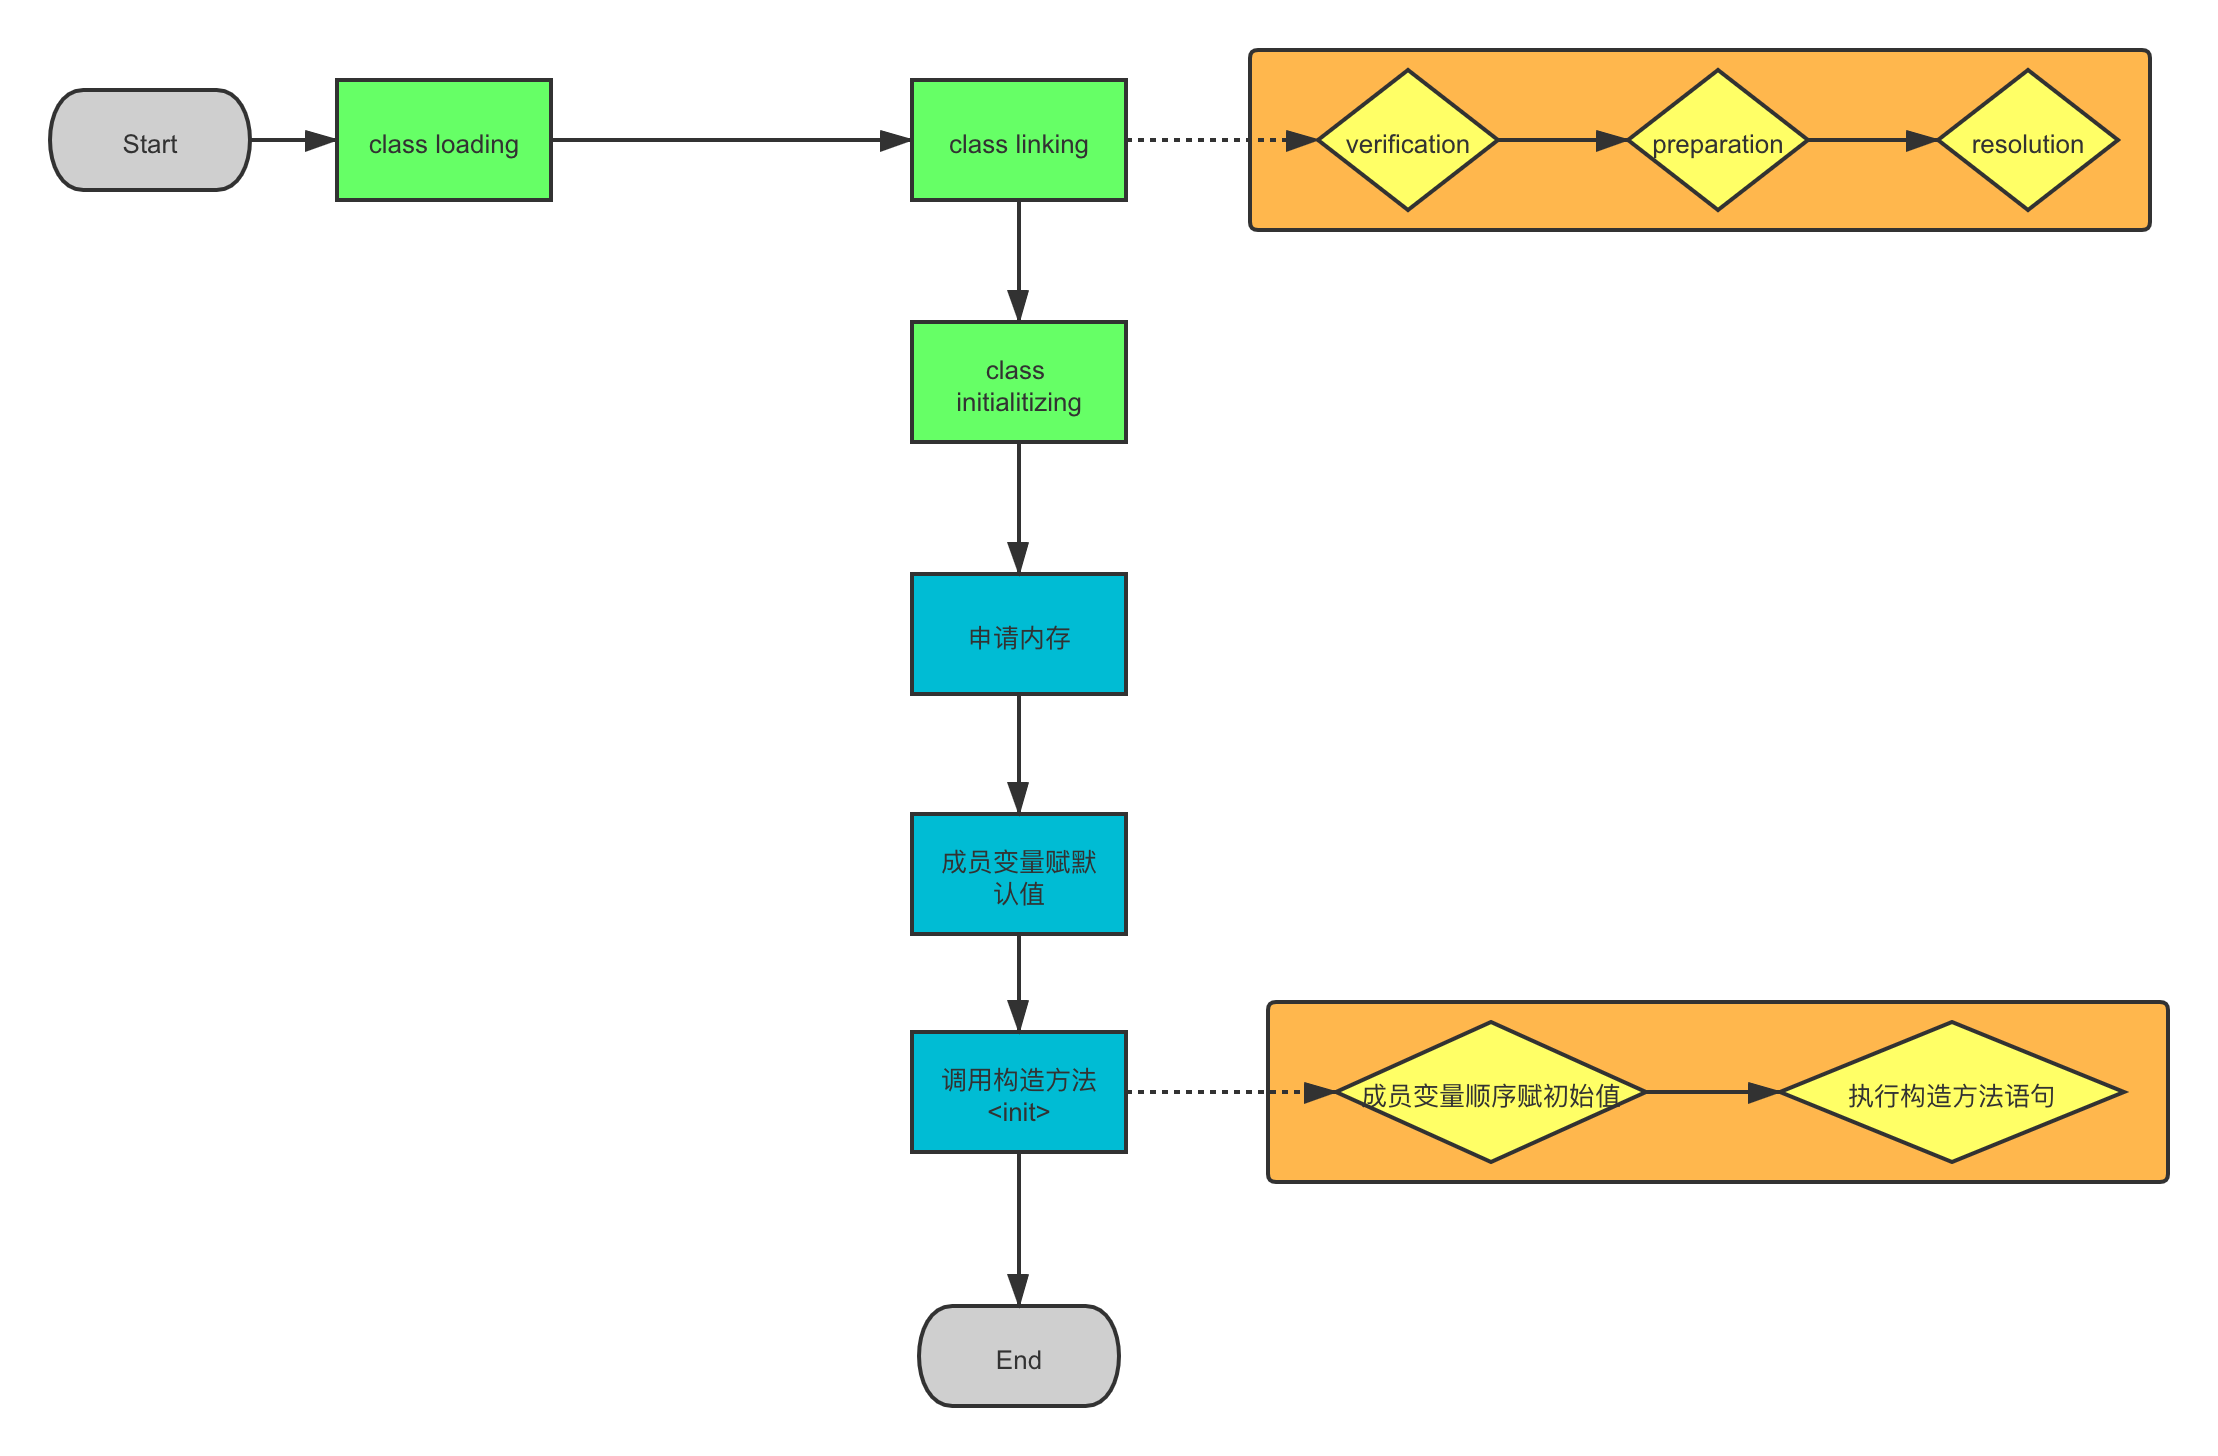 Start
class loading
class linking
verification
preparation
resolution
class
initialitizing
申请内存
成员变量赋默
认值
调用构造方法
<init>
成员变量顺序赋初始值
执行构造方法语句
End